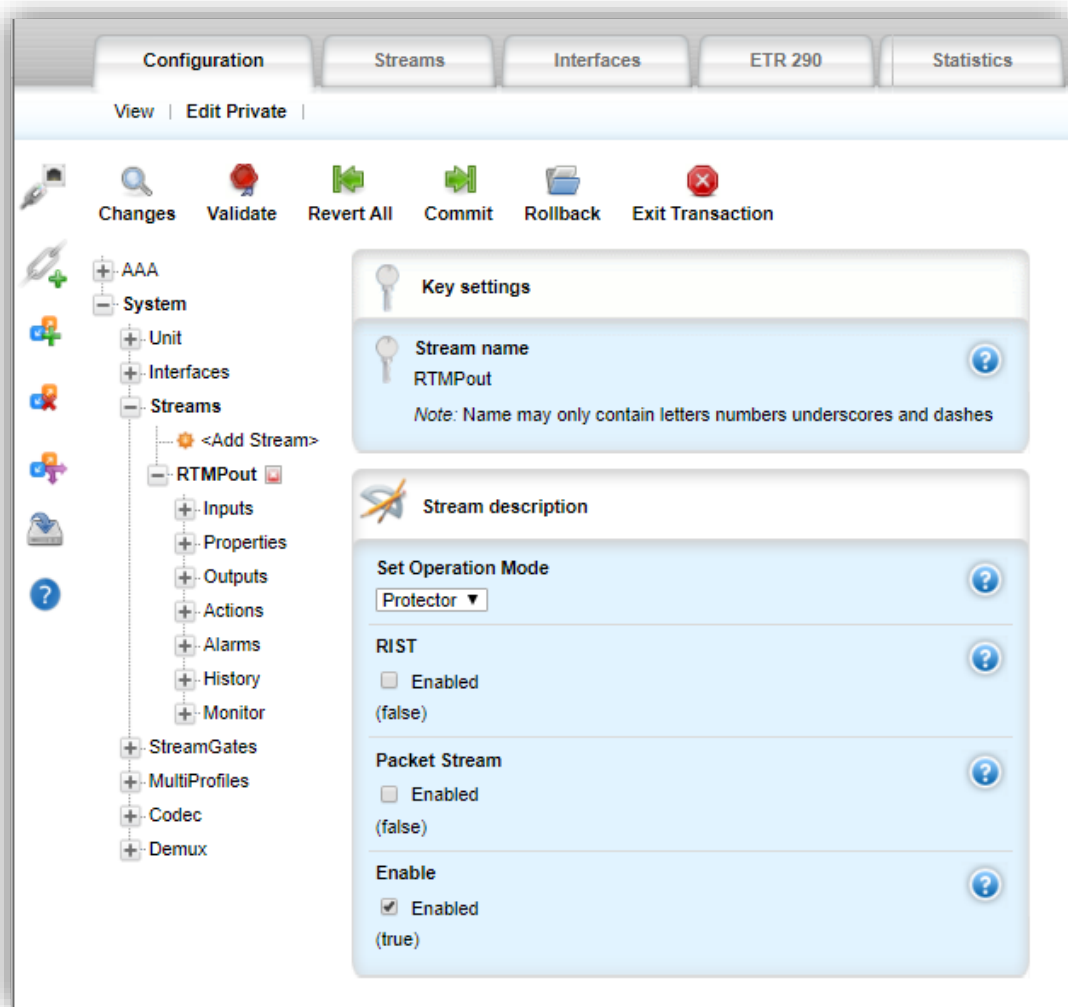 Configuration Streams Interfaces ETR 290 Statistics
View | Edit Private |
Changes Validate Revert All Commit Rollback Exit Transaction
AAA
System
Unit
Interfaces
Streams
<Add Stream>
RTMPout
Inputs
Properties
Outputs
Actions
Alarms
History
Monitor
StreamGates
MultiProfiles
Codec
Demux
Key settings
Stream name
RTMPout
Note: Name may only contain letters numbers underscores and dashes
Stream description
Set Operation Mode
Protector ▼
RIST
Enabled
(false)
Packet Stream
Enabled
(false)
Enable
Enabled
(true)